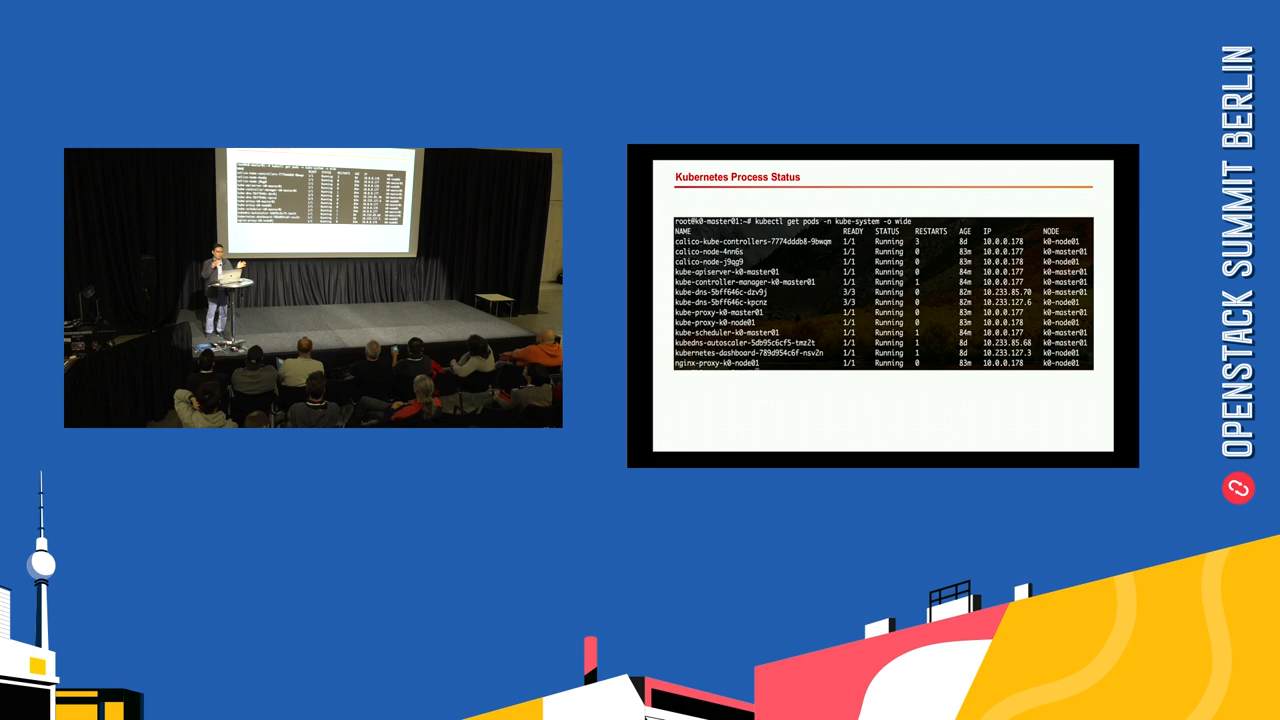 OPENSTACK SUMMIT BERLIN
Kubernetes Process Status
root@k0-master01:~# kubectl get pods -n kube-system -o wide
NAME READY STATUS RESTARTS AGE IP NODE
calico-kube-controllers-7774dddb8-9bwqm 1/1 Running 3 8d 10.0.0.178 k0-node01
calico-node-4nn6s 1/1 Running 0 83m 10.0.0.177 k0-master01
calico-node-j9qg9 1/1 Running 0 83m 10.0.0.178 k0-node01
kube-apiserver-k0-master01 1/1 Running 0 84m 10.0.0.177 k0-master01
kube-controller-manager-k0-master01 1/1 Running 1 84m 10.0.0.177 k0-master01
kube-dns-5bff646c-dzv9j 3/3 Running 0 82m 10.233.85.70 k0-master01
kube-dns-5bff646c-kpcnz 3/3 Running 0 82m 10.233.127.6 k0-node01
kube-proxy-k0-master01 1/1 Running 0 83m 10.0.0.177 k0-master01
kube-proxy-k0-node01 1/1 Running 0 83m 10.0.0.178 k0-node01
kube-scheduler-k0-master01 1/1 Running 1 84m 10.0.0.177 k0-master01
kubedns-autoscaler-5db95c6cf5-tmz2t 1/1 Running 1 8d 10.233.85.68 k0-master01
kubernetes-dashboard-789d954c6f-nsvzn 1/1 Running 1 8d 10.233.127.3 k0-node01
nginx-proxy-k0-node01 1/1 Running 0 83m 10.0.0.178 k0-node01